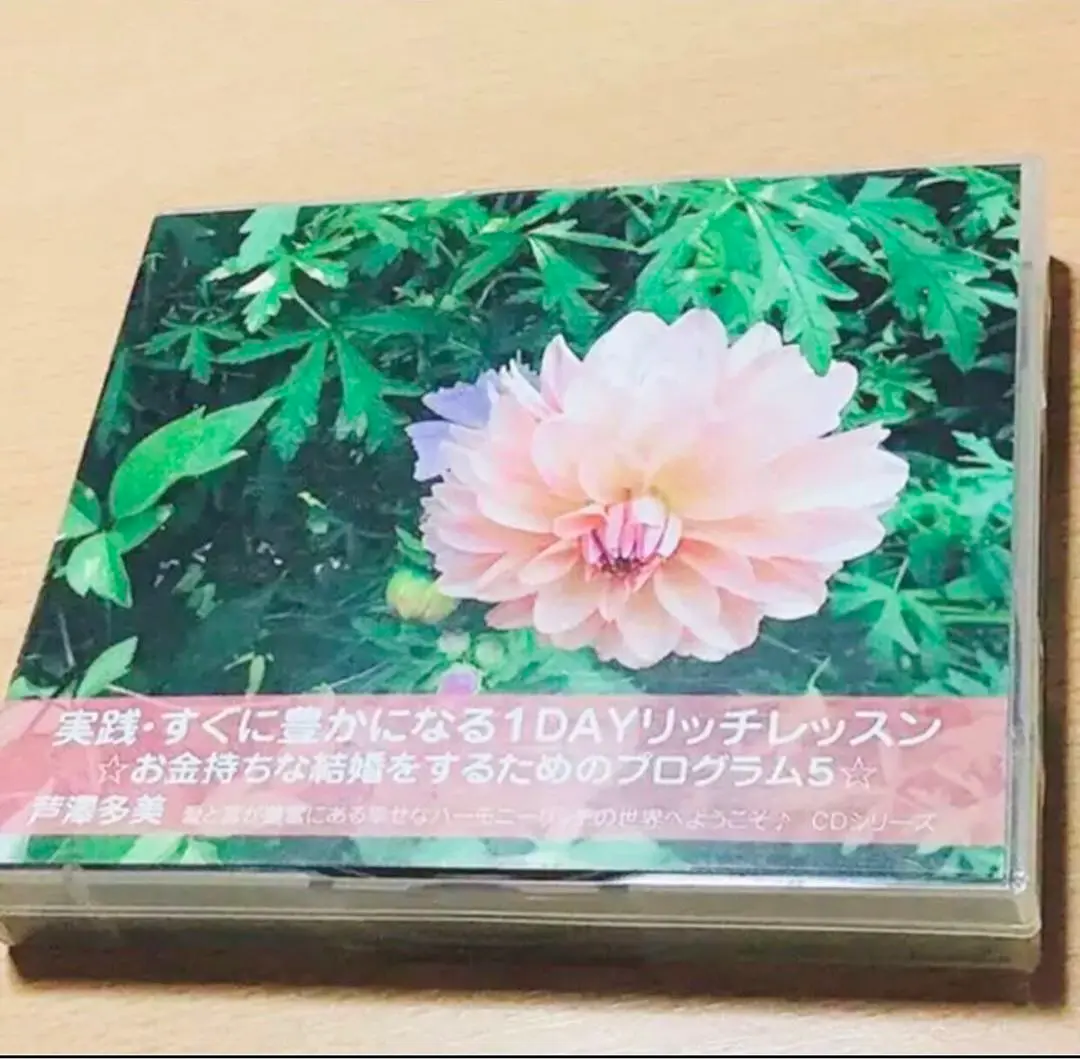 実践・すぐに豊かになる1DAYリッチレッスン
☆お金持ちな結婚をするためのプログラム5☆
芦澤多美 愛と富が豊富にある幸せなハーモニーリッチの世界へようこそ♪ CDシリーズ